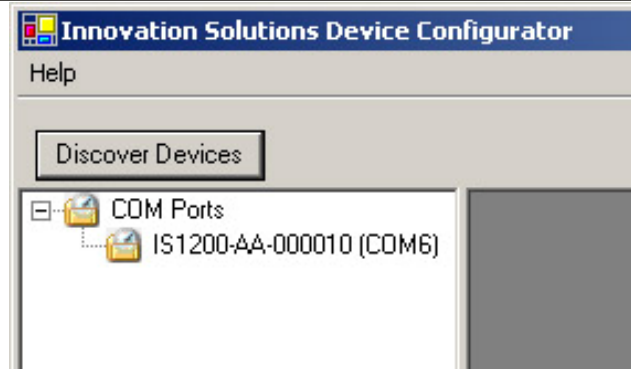 Innovation Solutions Device Configurator
Help
Discover Devices
COM Ports
IS1200-AA-000010 (COM6)